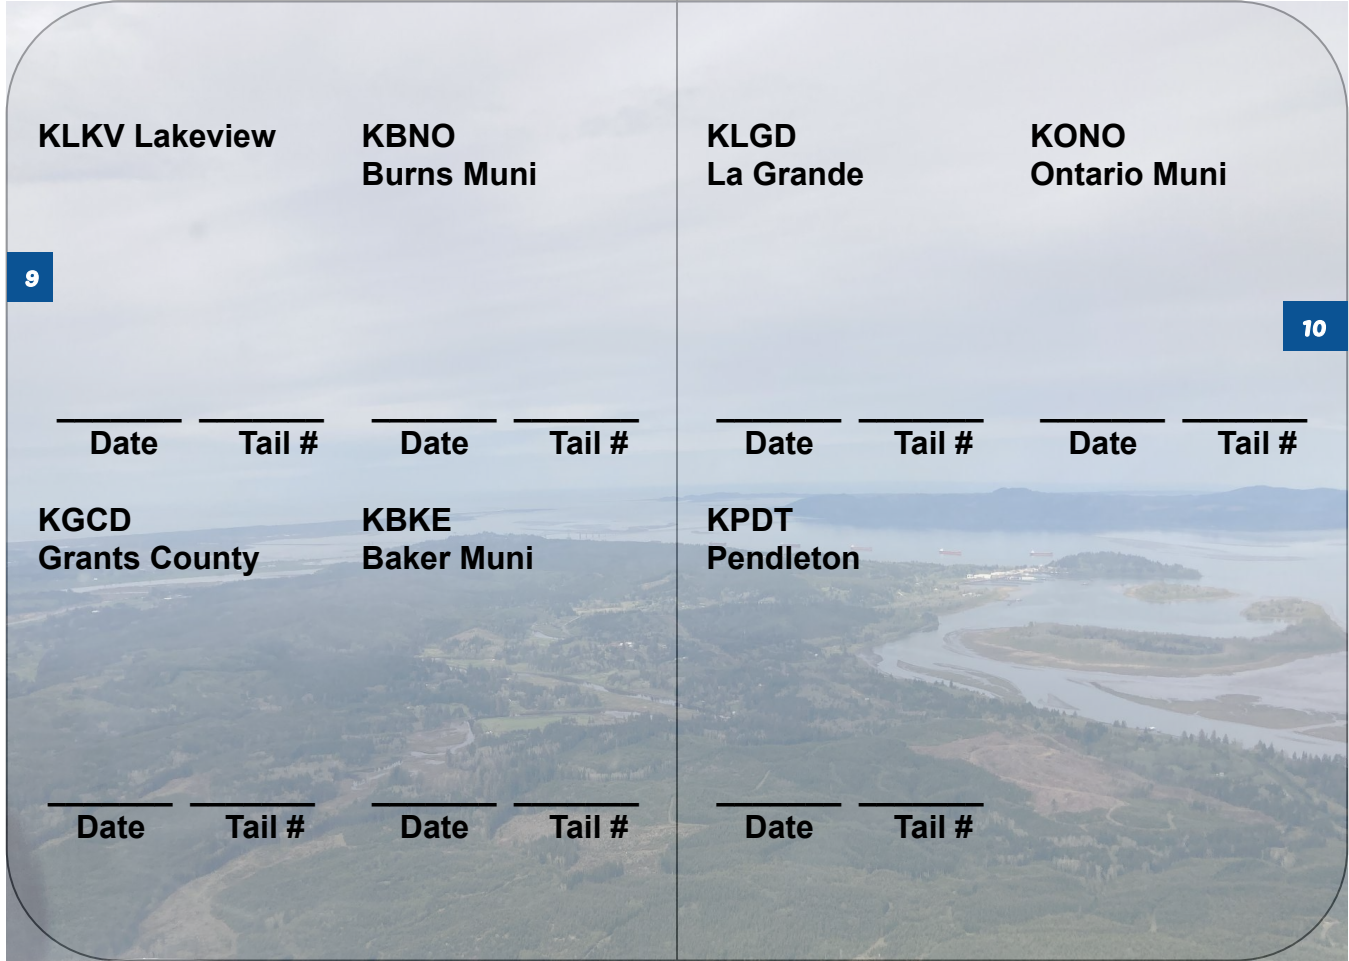 KLKV Lakeview
KBNO
Burns Muni
9
Date Tail #
Date Tail #
KGCD
Grants County
KBKE
Baker Muni
Date Tail #
Date Tail #
KLGD
La Grande
KONO
Ontario Muni
10
Date Tail #
Date Tail #
KPDT
Pendleton
Date Tail #